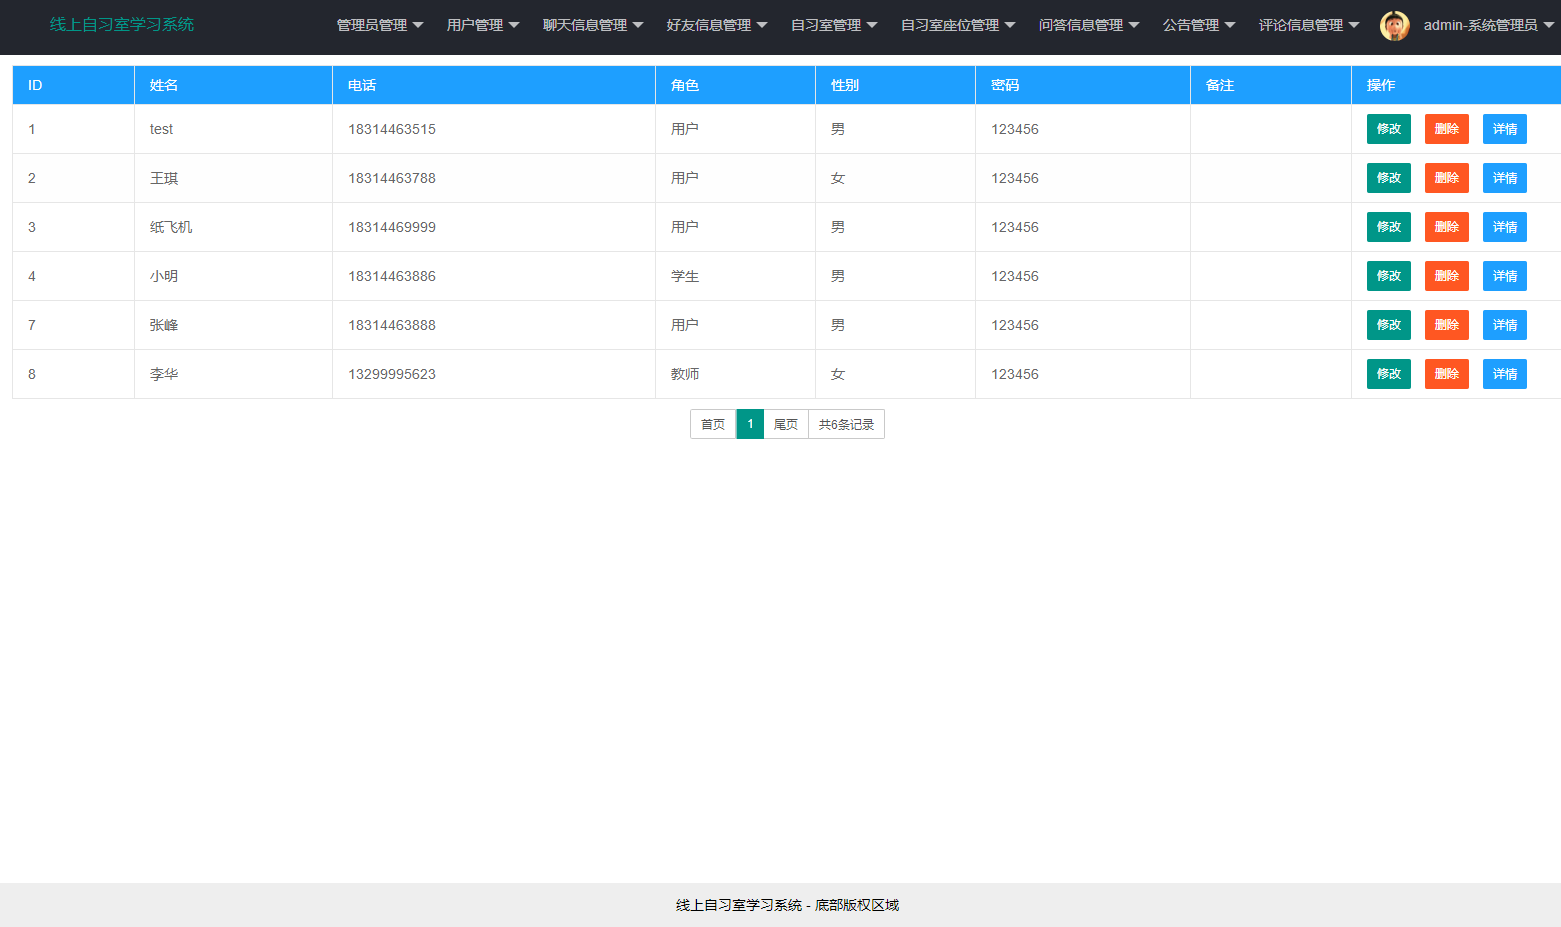 线上自习室学习系统 管理员管理 用户管理 聊天信息管理 好友信息管理 自习室管理 自习室座位管理 问答信息管理 公告管理 评论信息管理 admin-系统管理员
ID 姓名 电话 角色 性别 密码 备注 操作
1 test 18314463515 用户 男 123456 修改 删除 详情
2 王琪 18314463788 用户 女 123456 修改 删除 详情
3 纸飞机 18314469999 用户 男 123456 修改 删除 详情
4 小明 18314463886 学生 男 123456 修改 删除 详情
7 张峰 18314463888 用户 男 123456 修改 删除 详情
8 李华 13299995623 教师 女 123456 修改 删除 详情
首页 1 尾页 共6条记录
线上自习室学习系统 - 底部版权区域